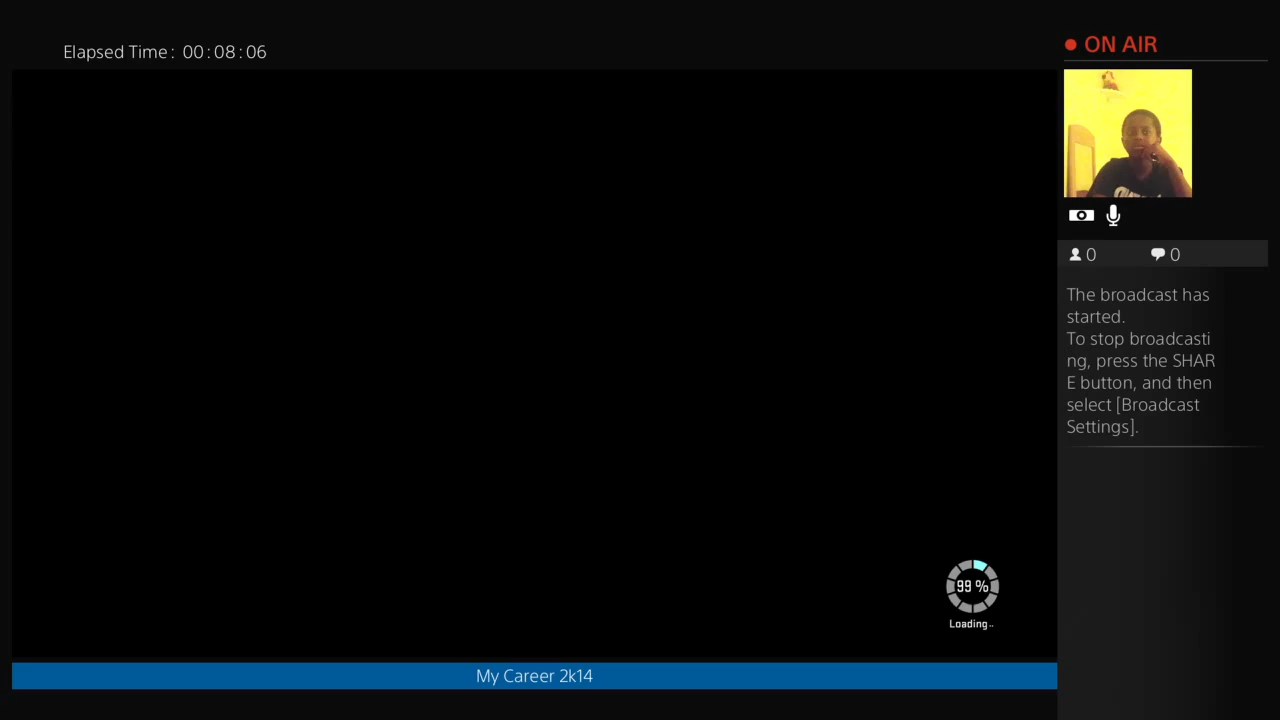 Elapsed Time: 00:08:06
ON AIR
0 0
The broadcast has
started.
To stop broadcasti
ng, press the SHAR
E button, and then
select [Broadcast
Settings].
99 %
Loading..
My Career 2k14